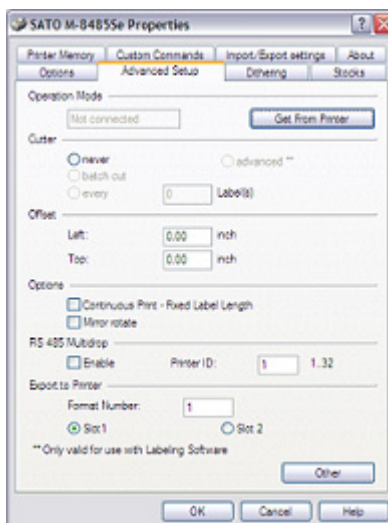 SATO M-8485Se Properties
Printer Memory Custom Commands Import/Export settings About
Options Advanced Setup Dithering Stocks
Operation Mode
Not connected Get From Printer
Cutter
never advanced **
batch cut
every 0 Label(s)
Offset
Left: 0.00 inch
Top: 0.00 inch
Options
Continuous Print - Fixed Label Length
Mirror rotate
RS 485 Multidrop
Enable Printer ID: 1 1..32
Export to Printer
Format Number: 1
Slot 1 Slot 2
**Only valid for use with Labeling Software
Other
OK Cancel Help